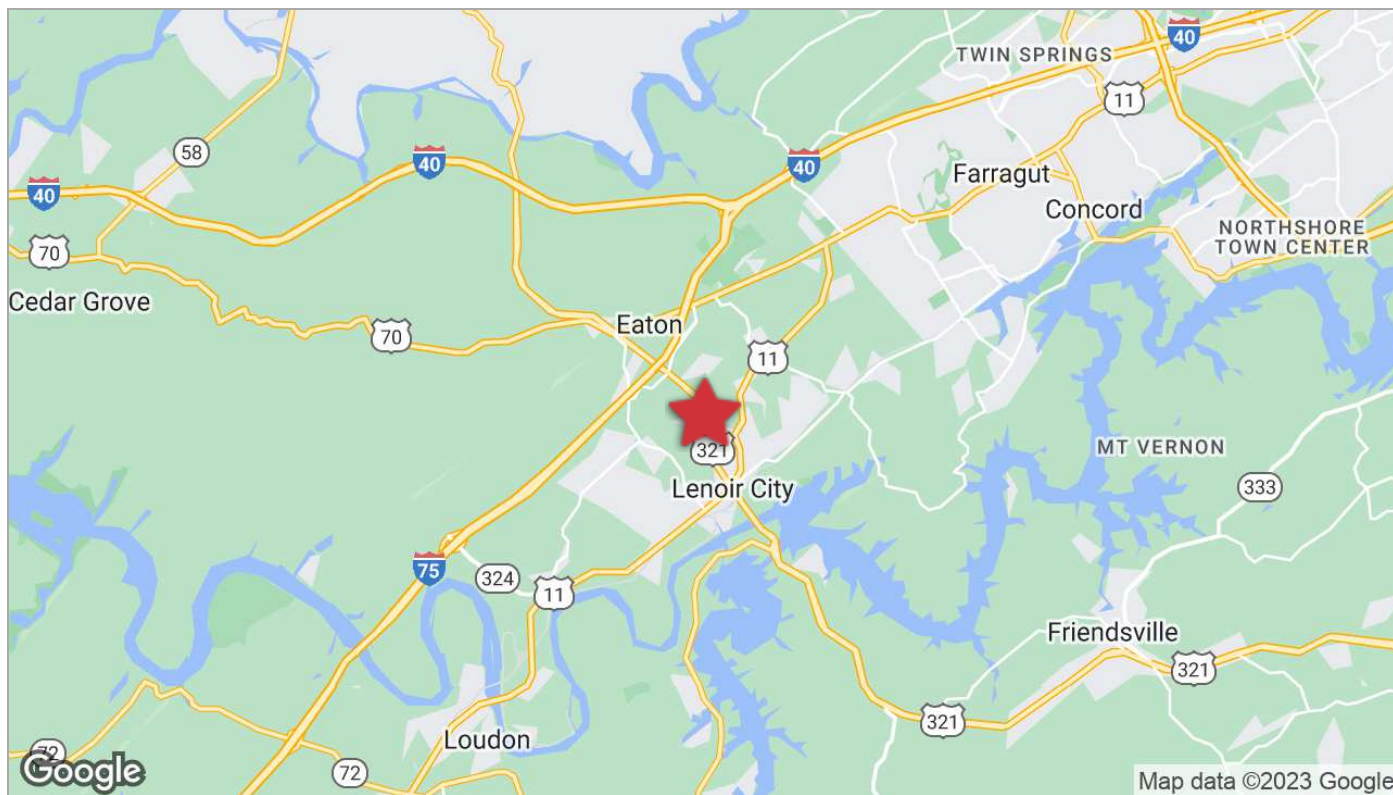 40
TWIN SPRINGS
11
58
40
40
40
Farragut
Concord
70
NORTHSHORE
TOWN CENTER
Cedar Grove
Eaton
70
11
321
MT VERNON
Lenoir City
333
75
324
11
Friendsville
321
321
Loudon
72
72
Google
Map data ©2023 Google